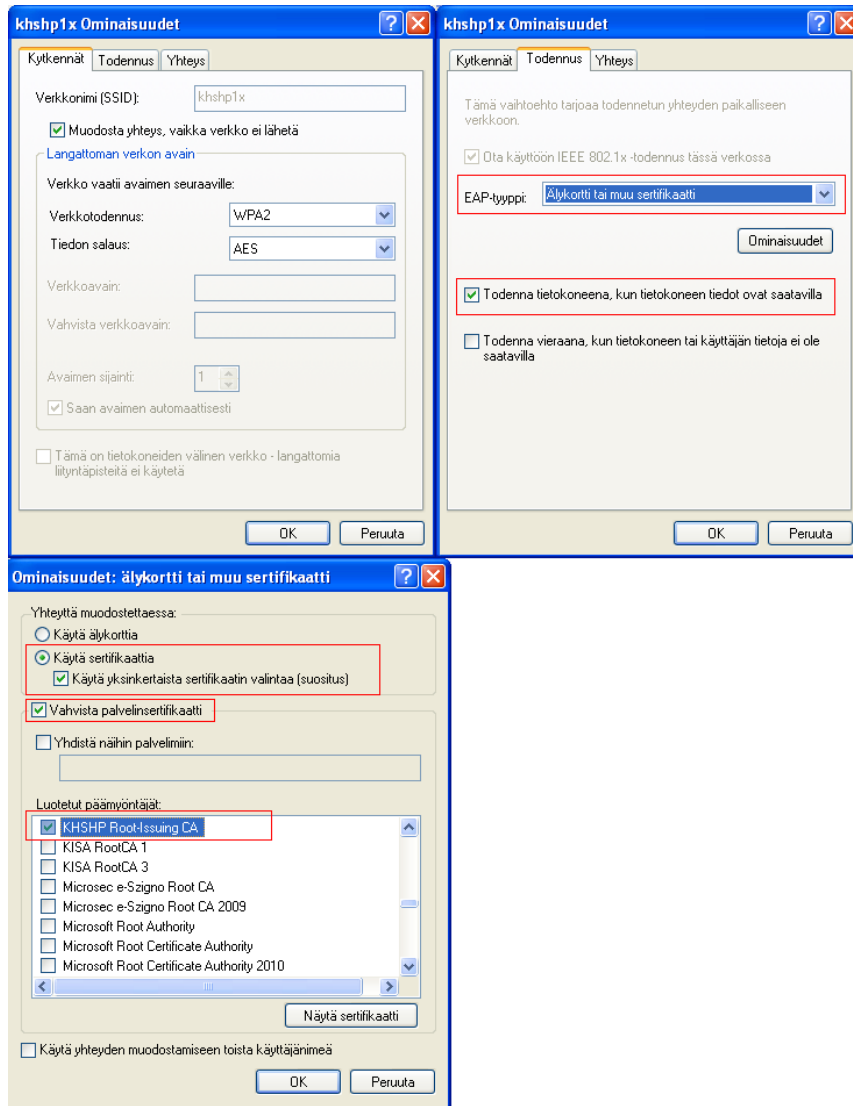 khshp1x Ominaisuudet
Kytkennät Todennus Yhteys
Verkkonimi (SSID): khshp1x
Muodosta yhteys, vaikka verkko ei lähetä
Langattoman verkon avain
Verkko vaatii avaimen seuraaville:
Verkkotodennus: WPA2
Tiedon salaus: AES
Verkkoavain:
Vahvista verkkoavain:
Avaimen sijainti: 1
Saan avaimen automaattisesti
Tämä on tietokoneiden välinen verkko - langattomia
liityntäpisteitä ei käytetä
OK Peruuta
khshp1x Ominaisuudet
Kytkennät Todennus Yhteys
Tämä vaihtoehto tarjoaa todennetun yhteyden paikalliseen
verkkoon.
Ota käyttöön IEEE 802.1x -todennus tässä verkossa
EAP-tyyppi: Älykortti tai muu sertifikaatti
Ominaisuudet
Todenna tietokoneena, kun tietokoneen tiedot ovat saatavilla
Todenna vieraana, kun tietokoneen tai käyttäjän tietoja ei ole
saatavilla
OK Peruuta
Ominaisuudet: älykortti tai muu sertifikaatti
Yhteyttä muodostettaessa:
Käytä älykorttia
Käytä sertifikaattia
Käytä yksinkertaista sertifikaatin valintaa (suositus)
Vahvista palvelinsertifikaatti
Yhdistä näihin palvelimiin:
Luotetut päämyöntäjät:
KHSHP Root-Issuing CA
KISA RootCA 1
KISA RootCA 3
Microsec e-Szigno Root CA
Microsec e-Szigno Root CA 2009
Microsoft Root Authority
Microsoft Root Certificate Authority
Microsoft Root Certificate Authority 2010
Näytä sertifikaatti
Käytä yhteyden muodostamiseen toista käyttäjänimeä
OK Peruuta